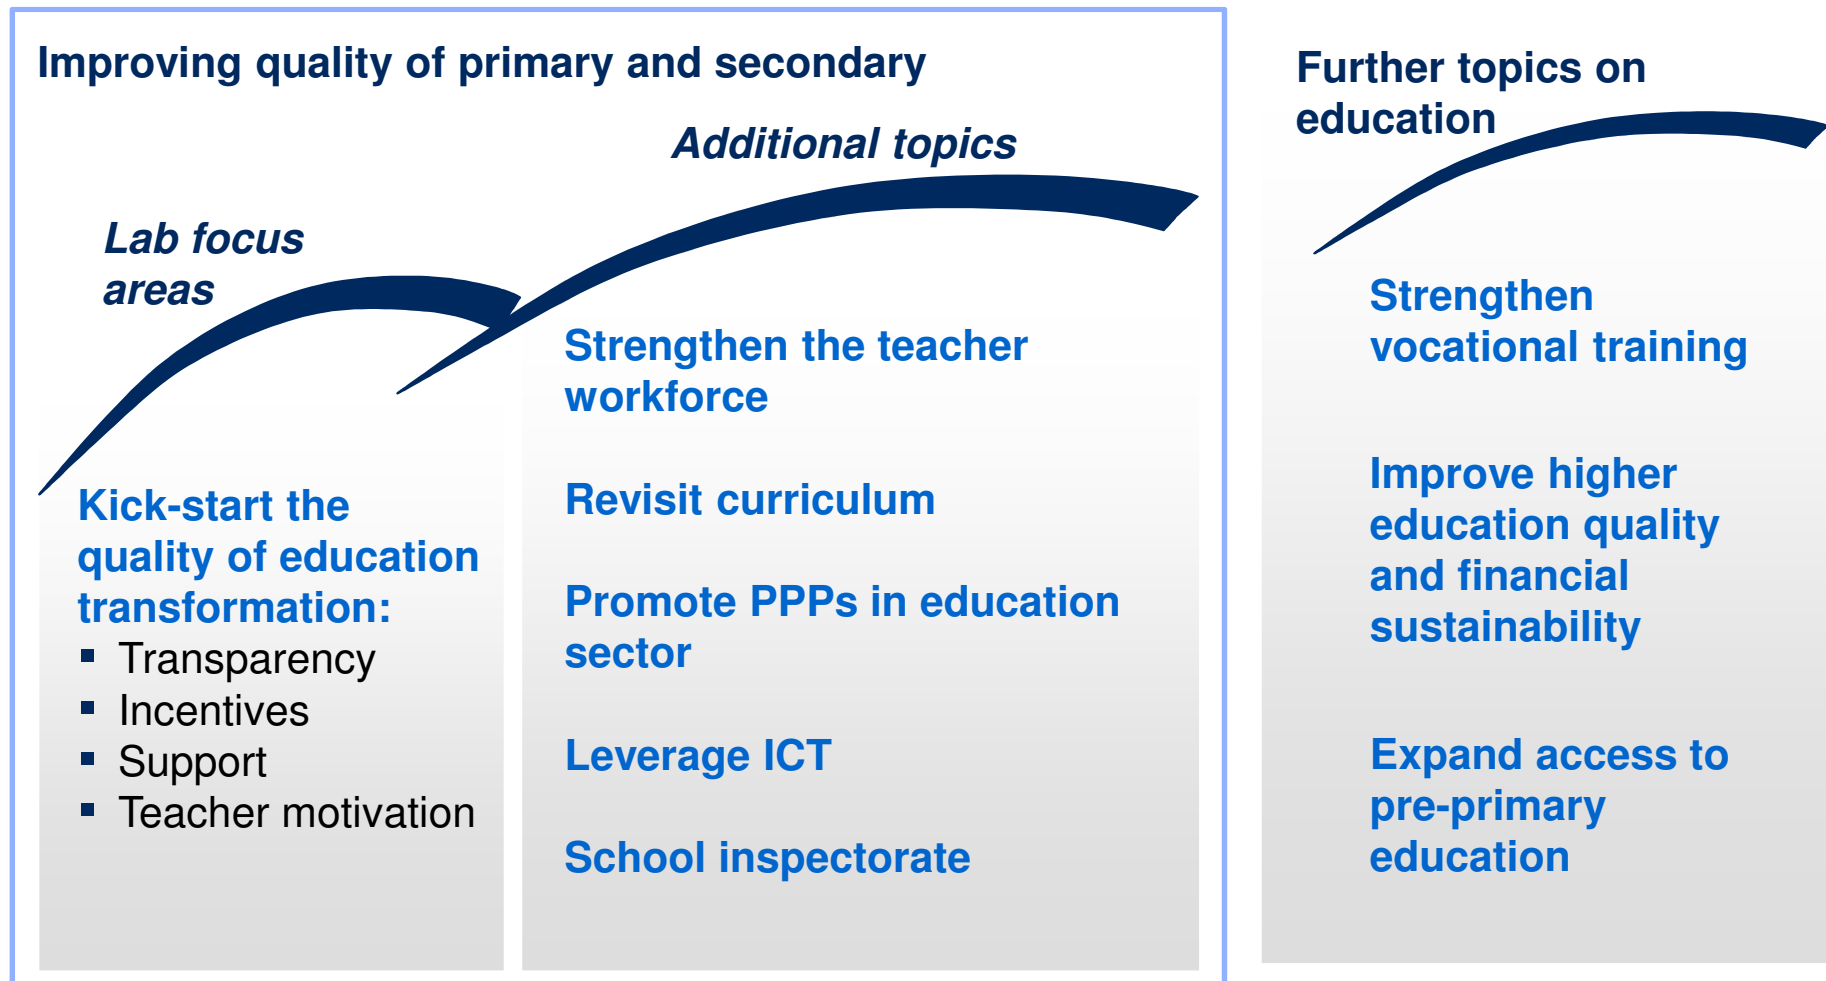 Improving quality of primary and secondary
Lab focus
areas
Kick-start the
quality of education
transformation:
▪ Transparency
▪ Incentives
▪ Support
▪ Teacher motivation
Additional topics
Strengthen the teacher
workforce
Revisit curriculum
Promote PPPs in education
sector
Leverage ICT
School inspectorate
Further topics on
education
Strengthen
vocational training
Improve higher
education quality
and financial
sustainability
Expand access to
pre-primary
education